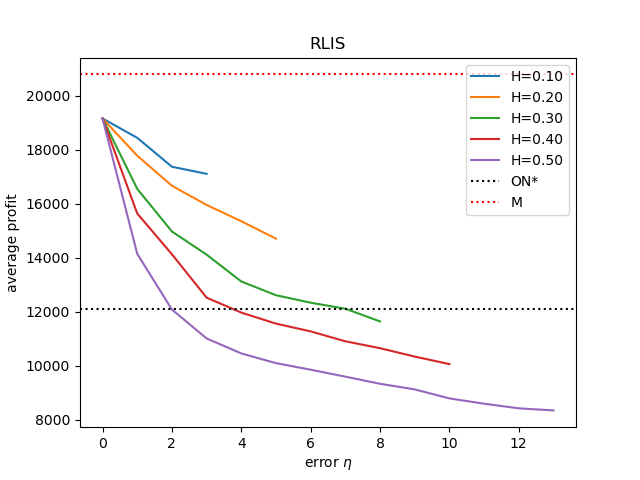 RLIS
average profit
20000
18000
16000
14000
12000
10000
8000
H=0.10
H=0.20
H=0.30
H=0.40
H=0.50
ON*
M
0 2 4 6 8 10 12
error η